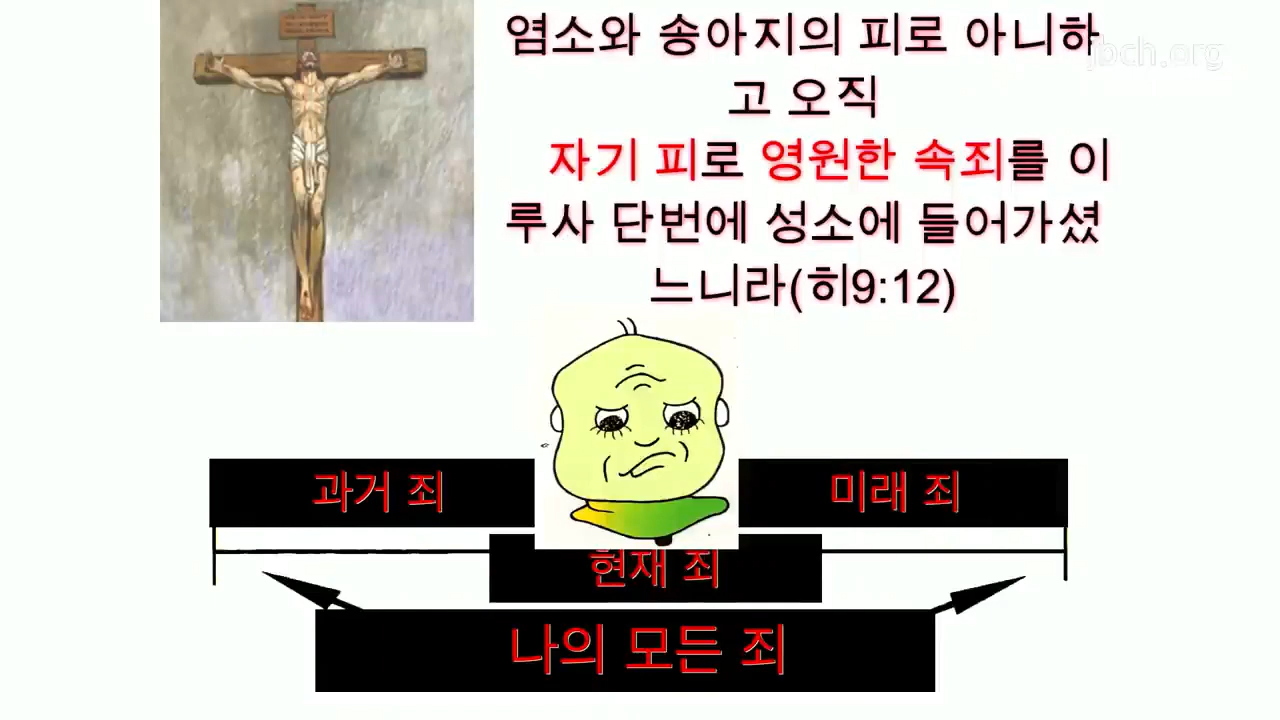 염소와 송아지의 피로 아니하
jbch.org
고 오직
자기 피로 영원한 속죄를 이
루사 단번에 성소에 들어가셨
느니라(히9:12)
과거 죄
미래 죄
현재 죄
나의 모든 죄